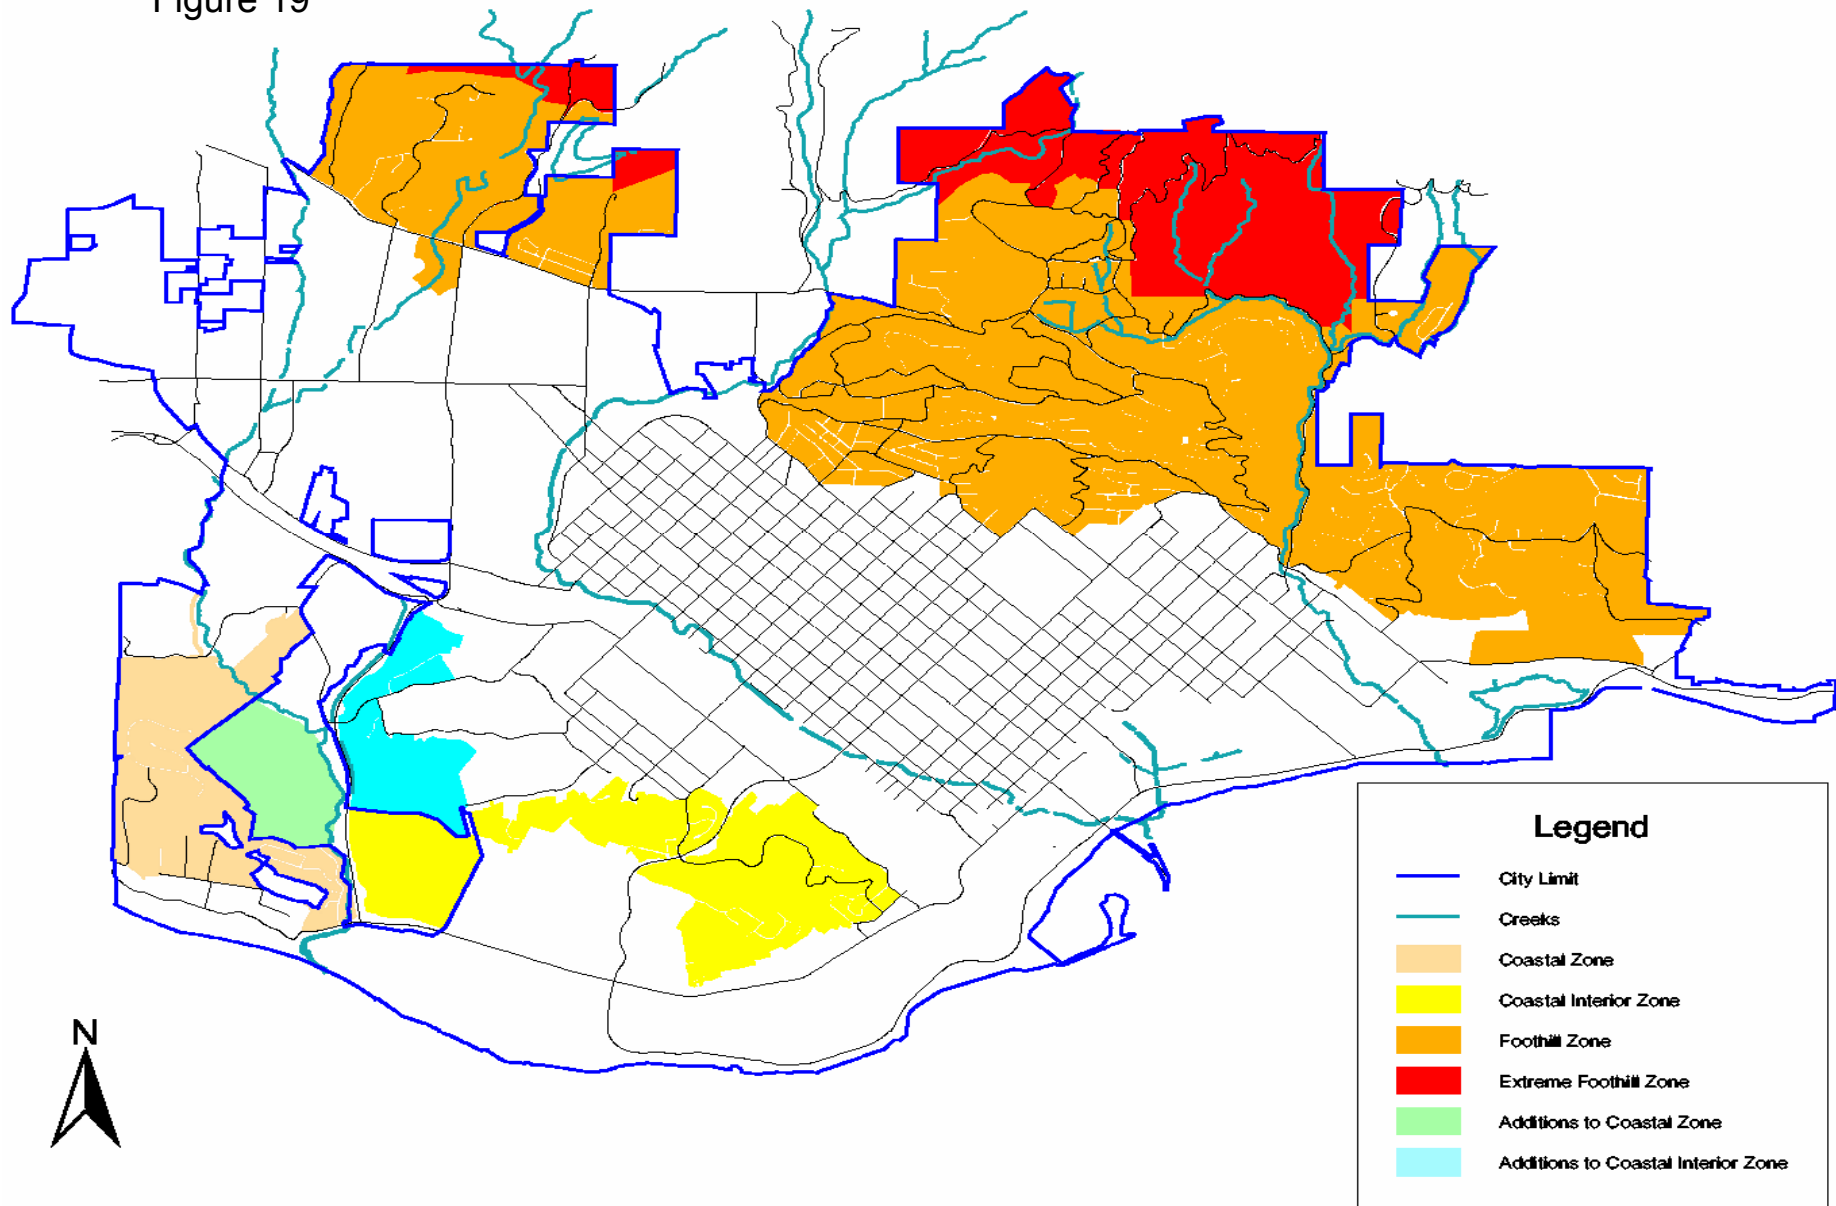 Figure 19
Legend
City Limit
Creeks
Coastal Zone
Coastal Interior Zone
Foothill Zone
Extreme Foothill Zone
Additions to Coastal Zone
Additions to Coastal Interior Zone
N